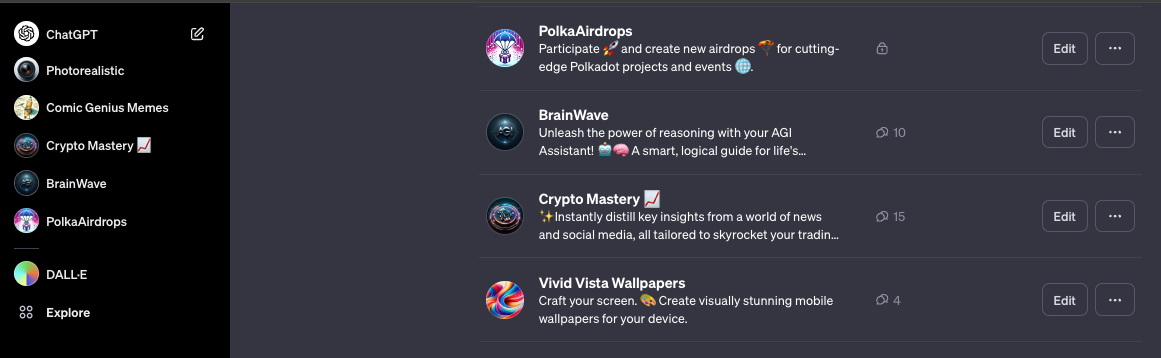 ChatGPT
Photorealistic
Comic Genius Memes
Crypto Mastery 📈
BrainWave
PolkaAirdrops
DALL·E
Explore
PolkaAirdrops
Participate 🚀 and create new airdrops 🪂 for cutting-
edge Polkadot projects and events 🌐.
Edit
BrainWave
Unleash the power of reasoning with your AGI
Assistant! 🤖🧠 A smart, logical guide for life's...
10
Edit
Crypto Mastery 📈
✨Instantly distill key insights from a world of news
and social media, all tailored to skyrocket your tradin...
15
Edit
Vivid Vista Wallpapers
Craft your screen. 🎨 Create visually stunning mobile
wallpapers for your device.
4
Edit
AGI